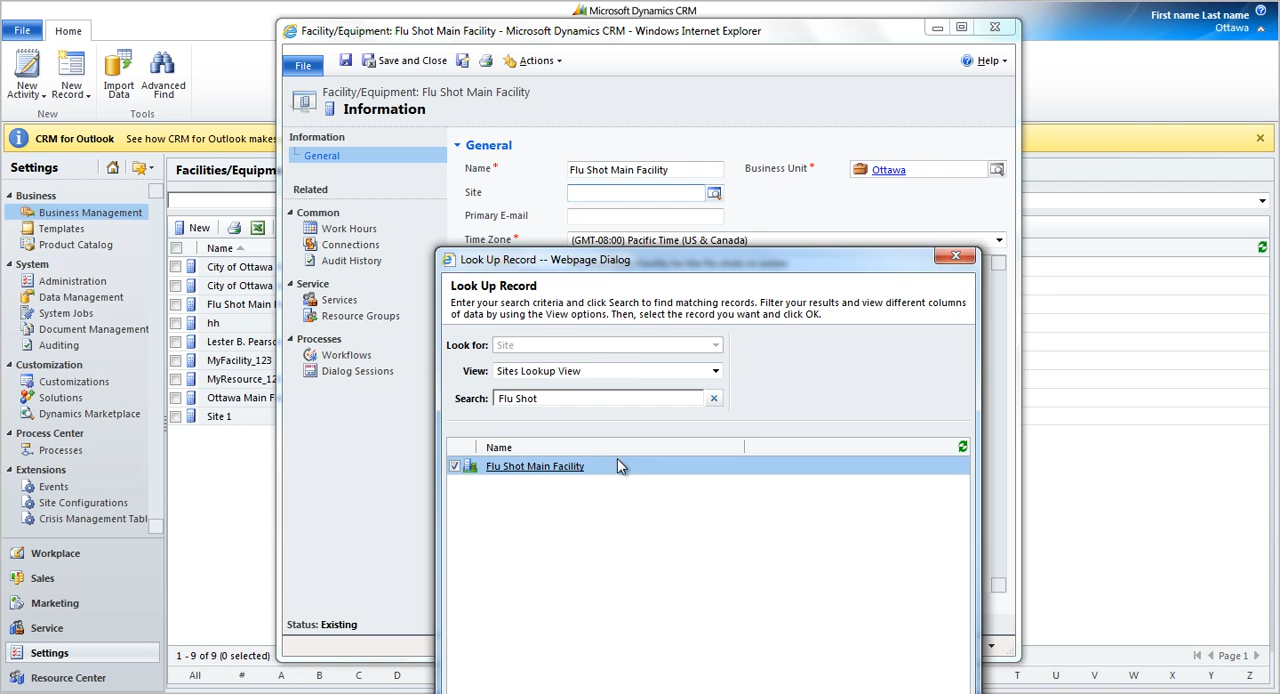 Microsoft Dynamics CRM
File
Home
First name Last name
Ottawa
New Activity
New Record
Import Data
Advanced Find
New
Tools
CRM for Outlook See how CRM for Outlook makes
Settings
Business
Business Management
Templates
Product Catalog
System
Administration
Data Management
System Jobs
Document Management
Auditing
Customization
Customizations
Solutions
Dynamics Marketplace
Process Center
Processes
Extensions
Events
Site Configurations
Crisis Management Tabl
Workplace
Sales
Marketing
Service
Settings
Resource Center
Facilities/Equipm
New
Name
City of Ottawa
City of Ottawa
Flu Shot Main
hh
Lester B. Pearso
MyFacility_123
MyResource_12
Ottawa Main F
Site 1
1 - 9 of 9 (0 selected)
Page 1
All # A B C D T U V W X Y Z
Facility/Equipment: Flu Shot Main Facility - Microsoft Dynamics CRM - Windows Internet Explorer
File
Save and Close
Actions
Help
Facility/Equipment: Flu Shot Main Facility
Information
Information
General
Related
Common
Work Hours
Connections
Audit History
Service
Services
Resource Groups
Processes
Workflows
Dialog Sessions
Status: Existing
General
Name * Flu Shot Main Facility Business Unit * Ottawa
Site
Primary E-mail
Time Zone * (GMT-08:00) Pacific Time (US & Canada)
Look Up Record -- Webpage Dialog
Look Up Record
Enter your search criteria and click Search to find matching records. Filter your results and view different columns
of data by using the View options. Then, select the record you want and click OK.
Look for: Site
View: Sites Lookup View
Search: Flu Shot
Name
Flu Shot Main Facility